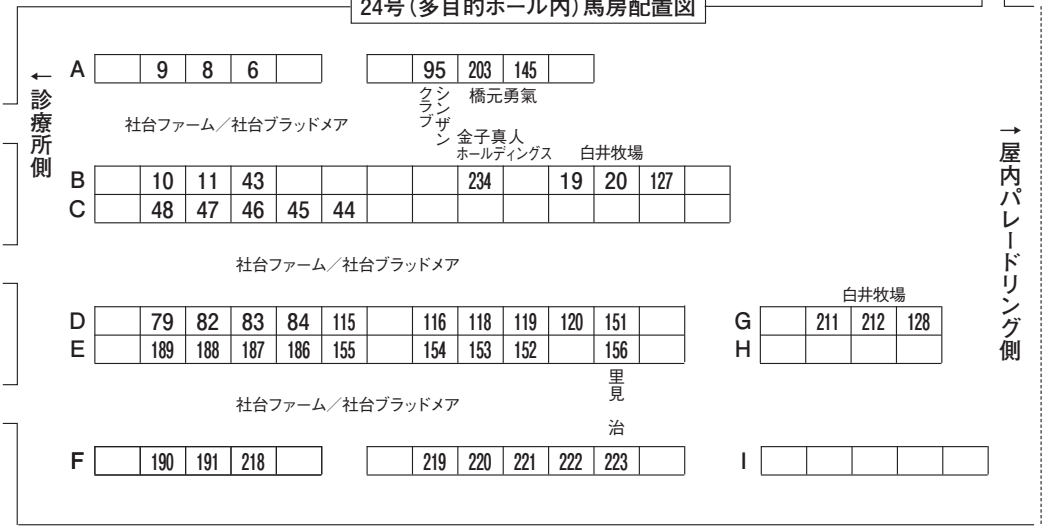 24号（多目的ホール内）馬房配置図
← 診療所側
→ 屋内パレードリング側
A 9 8 6 95 203 145
シンザンクラブ
橋元勇氣
社台ファーム／社台ブラッドメア
金子真人
ホールディングス
白井牧場
B 10 11 43 234 19 20 127
C 48 47 46 45 44
社台ファーム／社台ブラッドメア
白井牧場
D 79 82 83 84 115 116 118 119 120 151
G 211 212 128
E 189 188 187 186 155 154 153 152 156
H
里見 治
社台ファーム／社台ブラッドメア
F 190 191 218 219 220 221 222 223
I